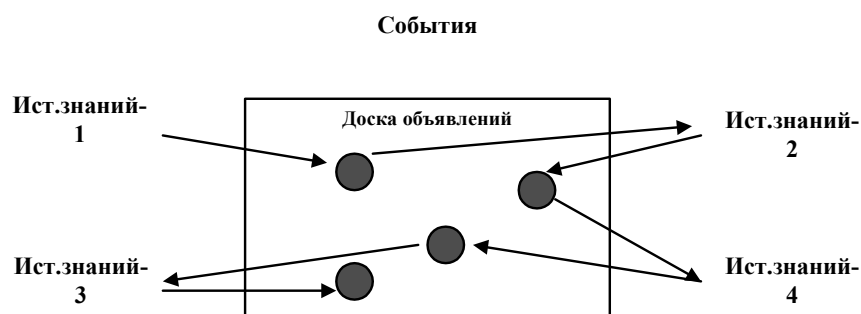 События
Ист.знаний-
1
Доска объявлений
Ист.знаний-
2
Ист.знаний-
3
Ист.знаний-
4